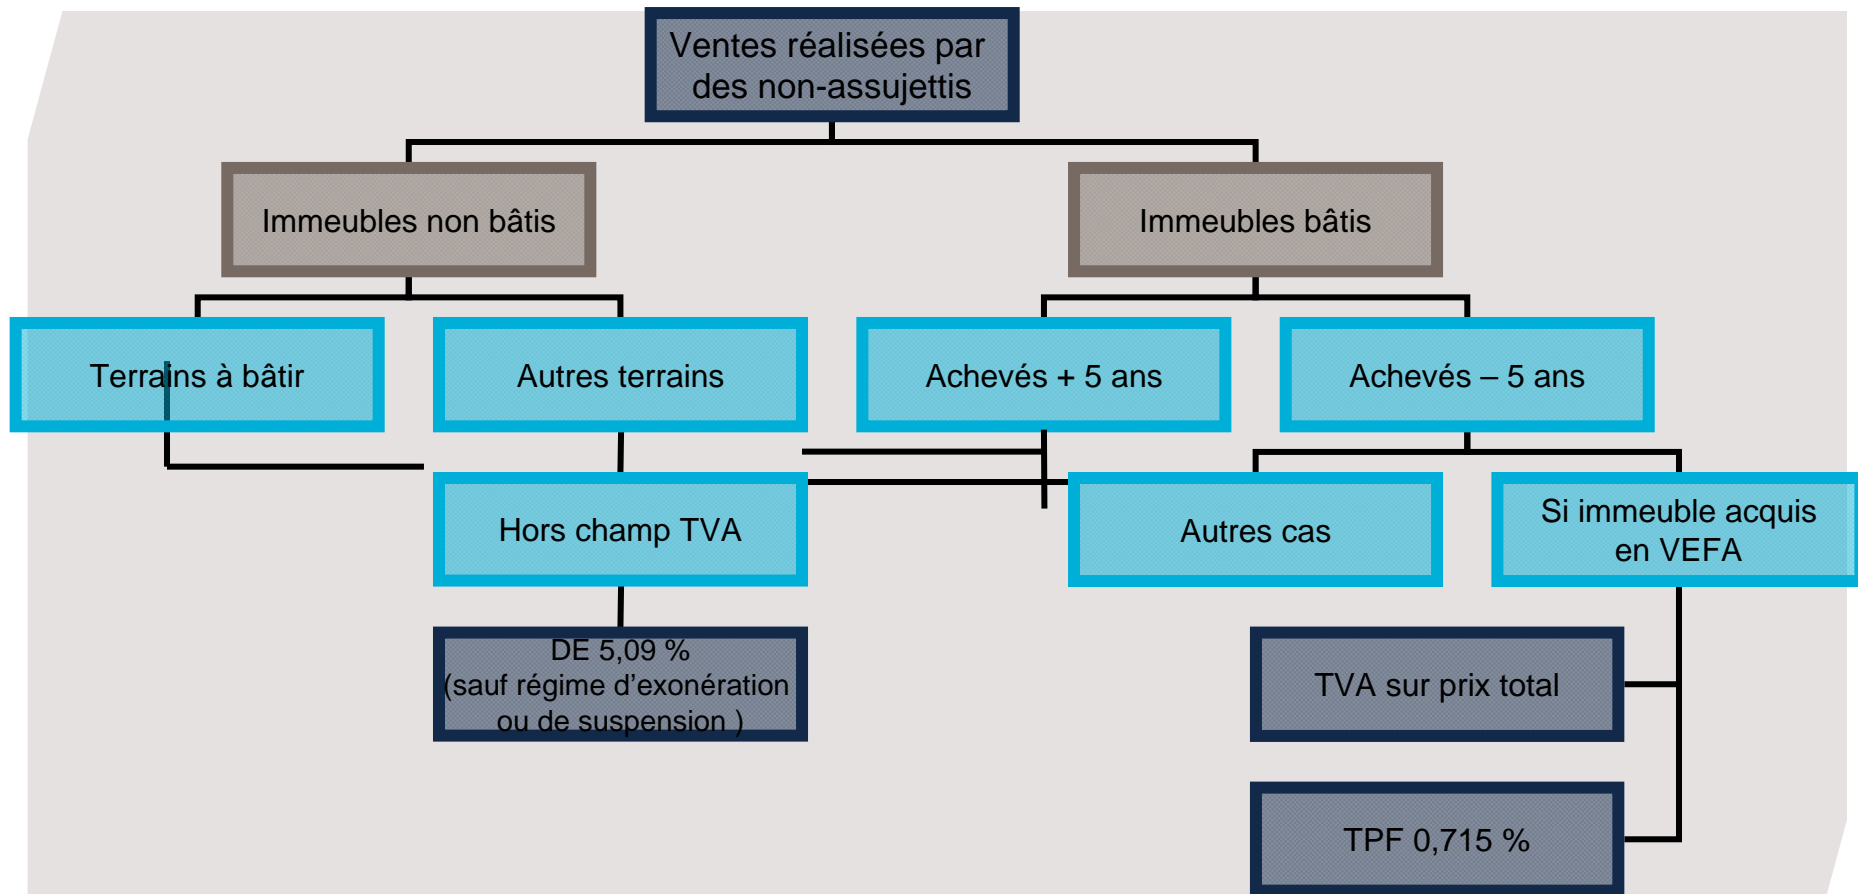 Ventes réalisées par
des non-assujettis
Immeubles non bâtis
Immeubles bâtis
Terrains à bâtir
Autres terrains
Achevés + 5 ans
Achevés – 5 ans
Hors champ TVA
Autres cas
Si immeuble acquis
en VEFA
DE 5,09 %
(sauf régime d’exonération
ou de suspension )
TVA sur prix total
TPF 0,715 %